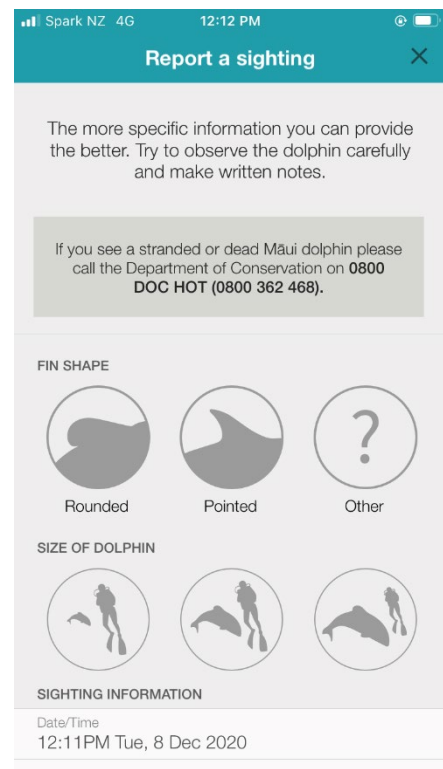 Spark NZ 4G 12:12 PM
Report a sighting
The more specific information you can provide
the better. Try to observe the dolphin carefully
and make written notes.
If you see a stranded or dead Māui dolphin please
call the Department of Conservation on 0800
DOC HOT (0800 362 468).
FIN SHAPE
?
Rounded Pointed Other
SIZE OF DOLPHIN
SIGHTING INFORMATION
Date/Time
12:11PM Tue, 8 Dec 2020